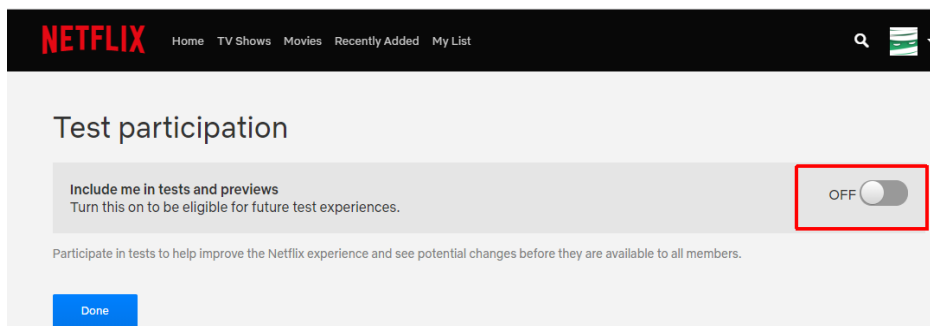 NETFLIX Home TV Shows Movies Recently Added My List
Test participation
Include me in tests and previews
OFF
Turn this on to be eligible for future test experiences.
Participate in tests to help improve the Netflix experience and see potential changes before they are available to all members.
Done